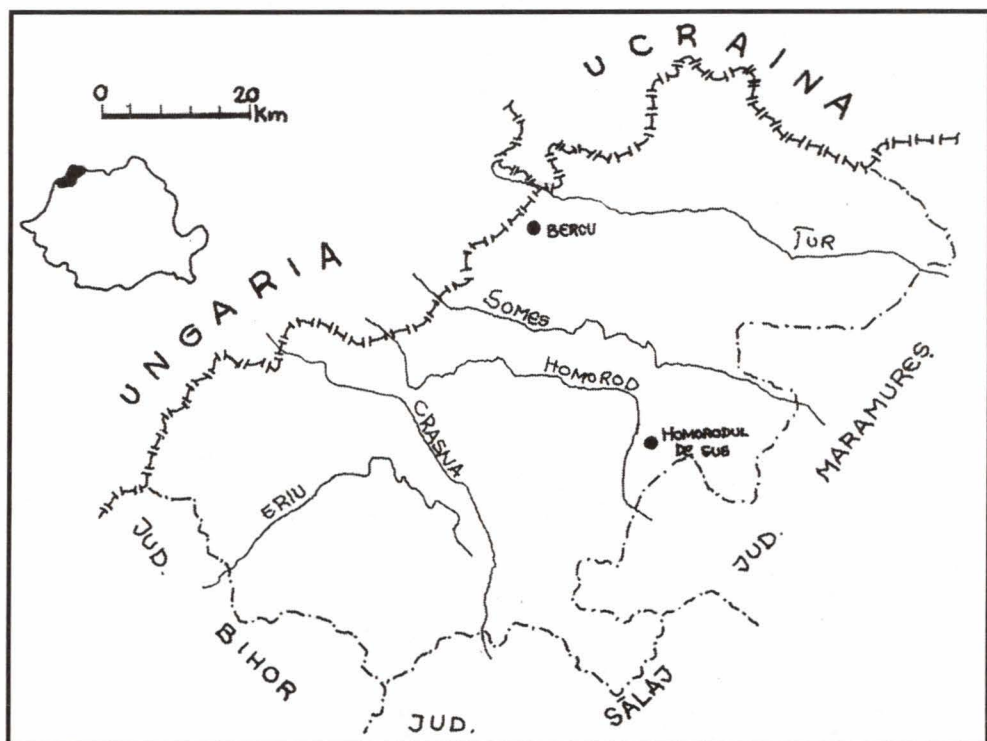 UCRAINA
0 20
Km
BERCU
TUR
UNGARIA
SOMES
HOMOROD
CRASNA
HOMORODUL
DE SUS
MARAMURES.
ERIU
JUD.
JUD.
BIHOR
SĂLAJ
JUD.